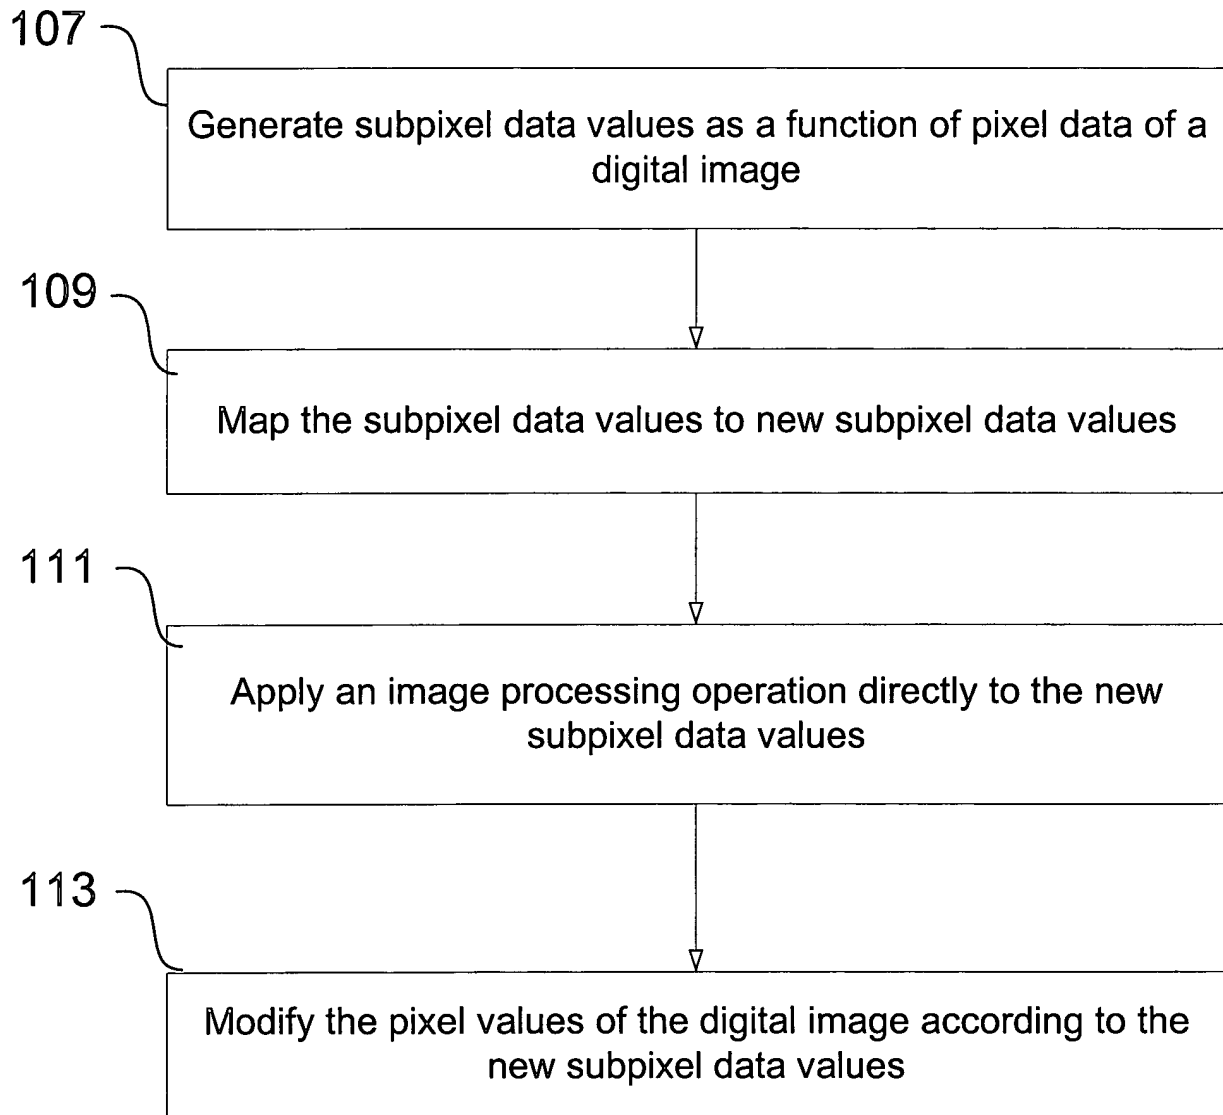 107
Generate subpixel data values as a function of pixel data of a
digital image
109
Map the subpixel data values to new subpixel data values
111
Apply an image processing operation directly to the new
subpixel data values
113
Modify the pixel values of the digital image according to the
new subpixel data values